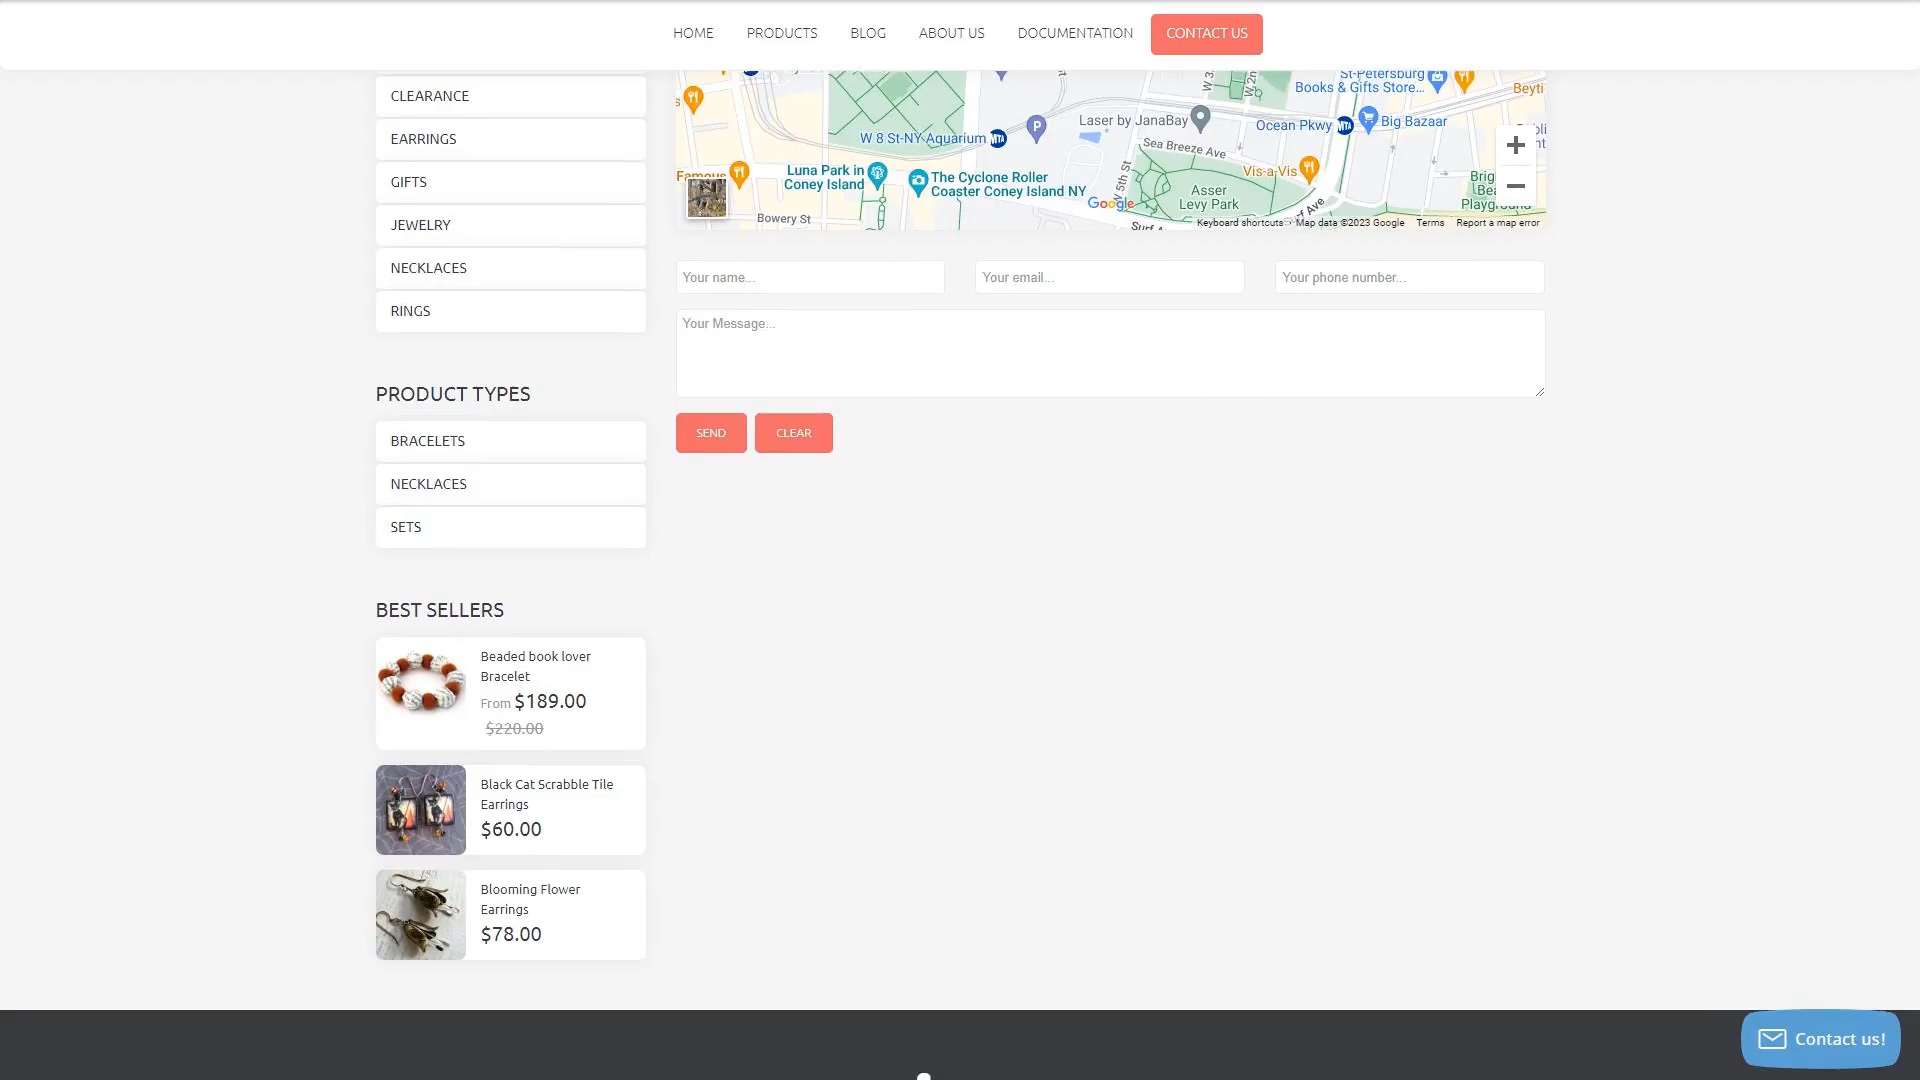 HOME
PRODUCTS
BLOG
ABOUT US
DOCUMENTATION
CONTACT US
CLEARANCE
EARRINGS
GIFTS
JEWELRY
NECKLACES
RINGS
PRODUCT TYPES
BRACELETS
NECKLACES
SETS
BEST SELLERS
Beaded book lover
Bracelet
From $189.00
$220.00
Black Cat Scrabble Tile
Earrings
$60.00
Blooming Flower
Earrings
$78.00
St-Petersburg
Books & Gifts Store...
W 8 St-NY Aquarium
P
Laser by JanaBay
Ocean Pkwy
Big Bazaar
Sea Breeze Ave
Luna Park in
Coney Island
The Cyclone Roller
Coaster Coney Island NY
W 5th St
Vis-a-Vis
Asser
Levy Park
Bowery St
Google
Keyboard shortcuts
Map data ©2023 Google
Terms
Report a map error
Your name...
Your email...
Your phone number...
Your Message...
SEND
CLEAR
Contact us!